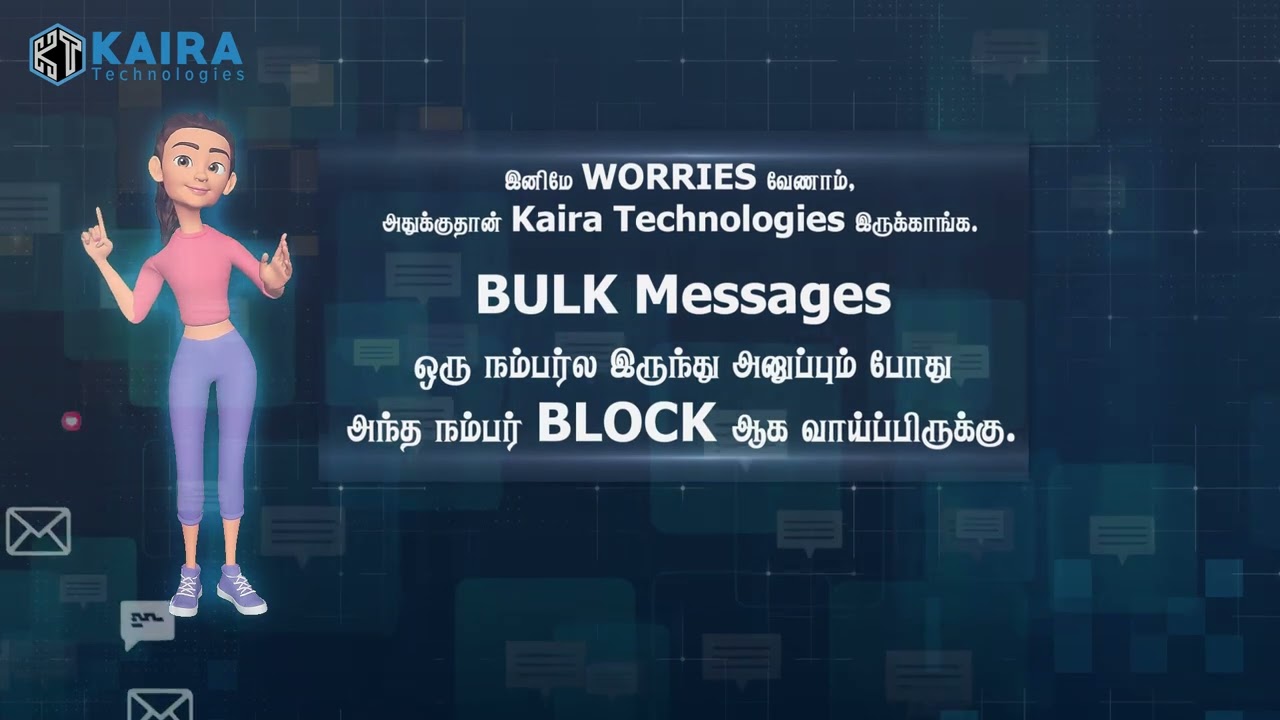 KAIRA
Technologies
இனிமே WORRIES வேணாம்,
அதுக்குதான் Kaira Technologies இருக்காங்க.
BULK Messages
ஒரு நம்பர்ல இருந்து அனுப்பும் போது
அந்த நம்பர் BLOCK ஆக வாய்ப்பிருக்கு.